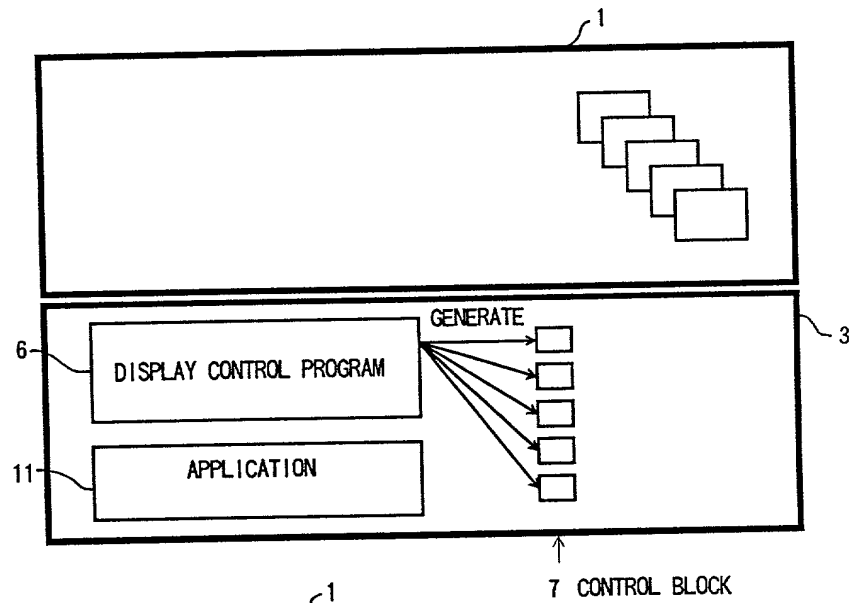 1
GENERATE
3
6
DISPLAY CONTROL PROGRAM
11
APPLICATION
7 CONTROL BLOCK
1